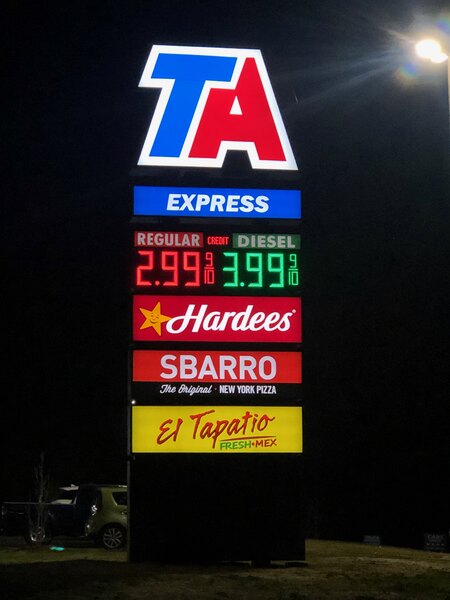 TA
EXPRESS
REGULAR CREDIT DIESEL
2.99 9/10 3.99 9/10
Hardees
SBARRO
The Original · NEW YORK PIZZA
El Tapatio
FRESH•MEX